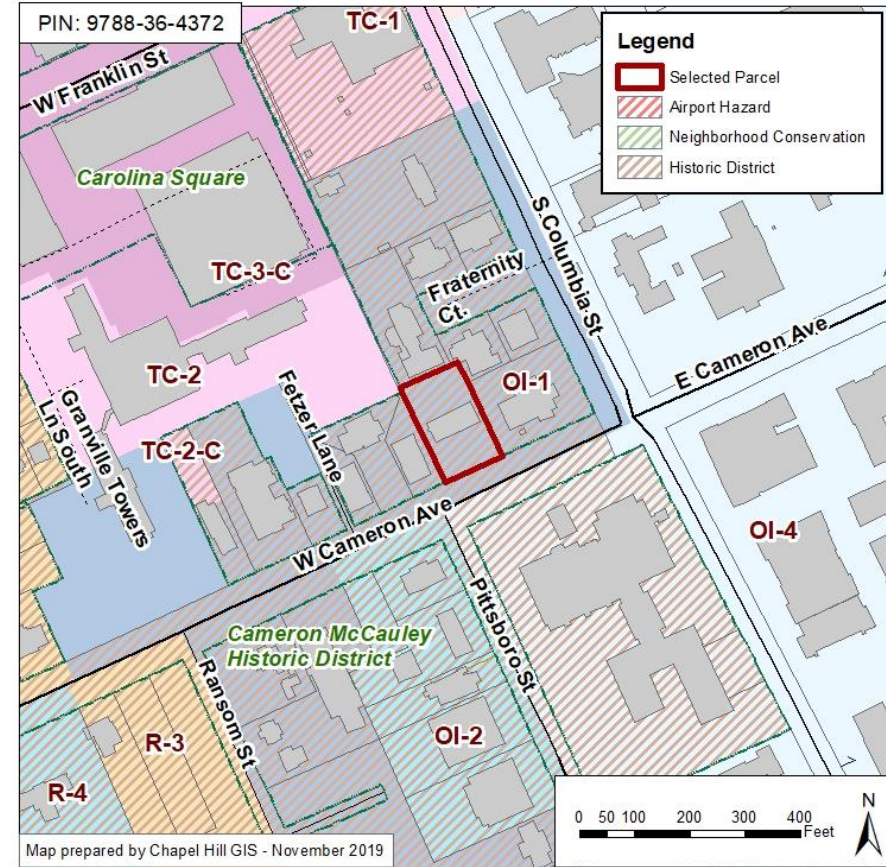 PIN: 9788-36-4372
TC-1
Legend
Selected Parcel
Airport Hazard
Neighborhood Conservation
Historic District
W Franklin St
Carolina Square
TC-3-C
S Columbia St
Fraternity
Ct.
E Cameron Ave
TC-2
OI-1
Fetzer Lane
Granville Towers
Ln South
TC-2-C
W Cameron Ave
OI-4
Pittsboro St
Cameron McCauley
Historic District
Ransom St
R-3
OI-2
R-4
N
0 50 100 200 300 400
Feet
Map prepared by Chapel Hill GIS - November 2019